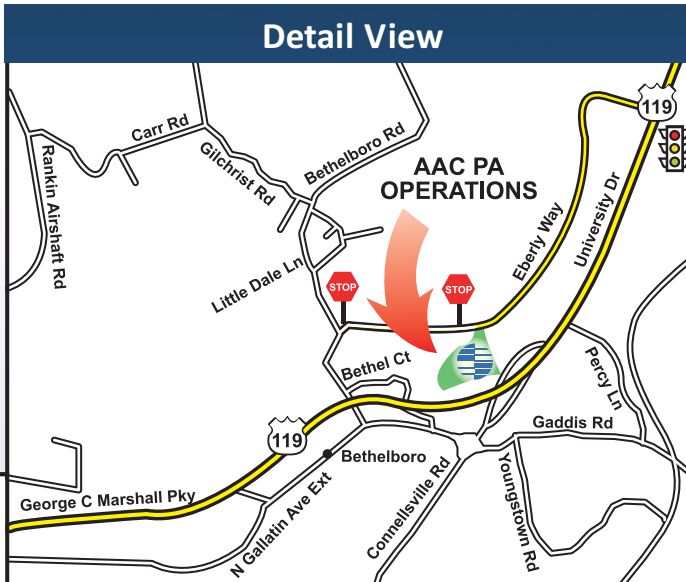 Detail View
119
Carr Rd
Gilchrist Rd
Bethelboro Rd
Rankin Airshaft Rd
AAC PA
OPERATIONS
Eberly Way
University Dr
Little Dale Ln
STOP
STOP
Bethel Ct
Percy Ln
Gaddis Rd
119
Bethelboro
George C Marshall Pky
N Gallatin Ave Ext
Connellsville Rd
Youngstown Rd